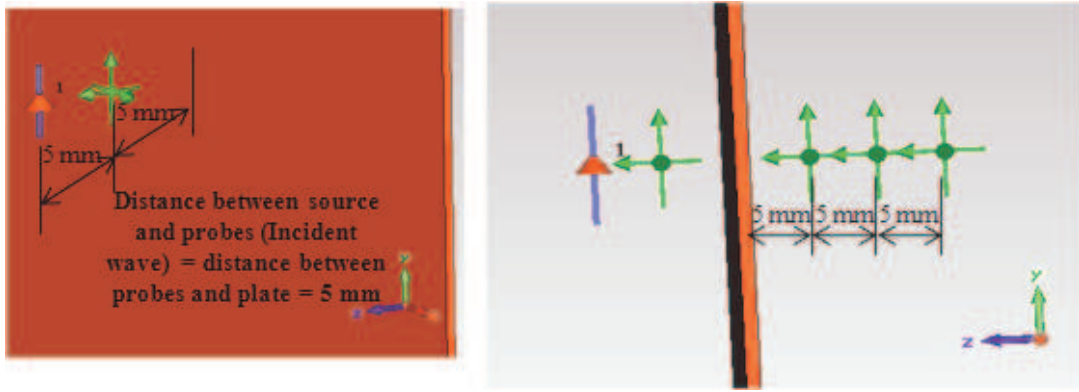 1
5 mm
5 mm
Distance between source
and probes (Incident
wave) = distance between
probes and plate = 5 mm
y
z
1
5 mm 5 mm 5 mm
y
z